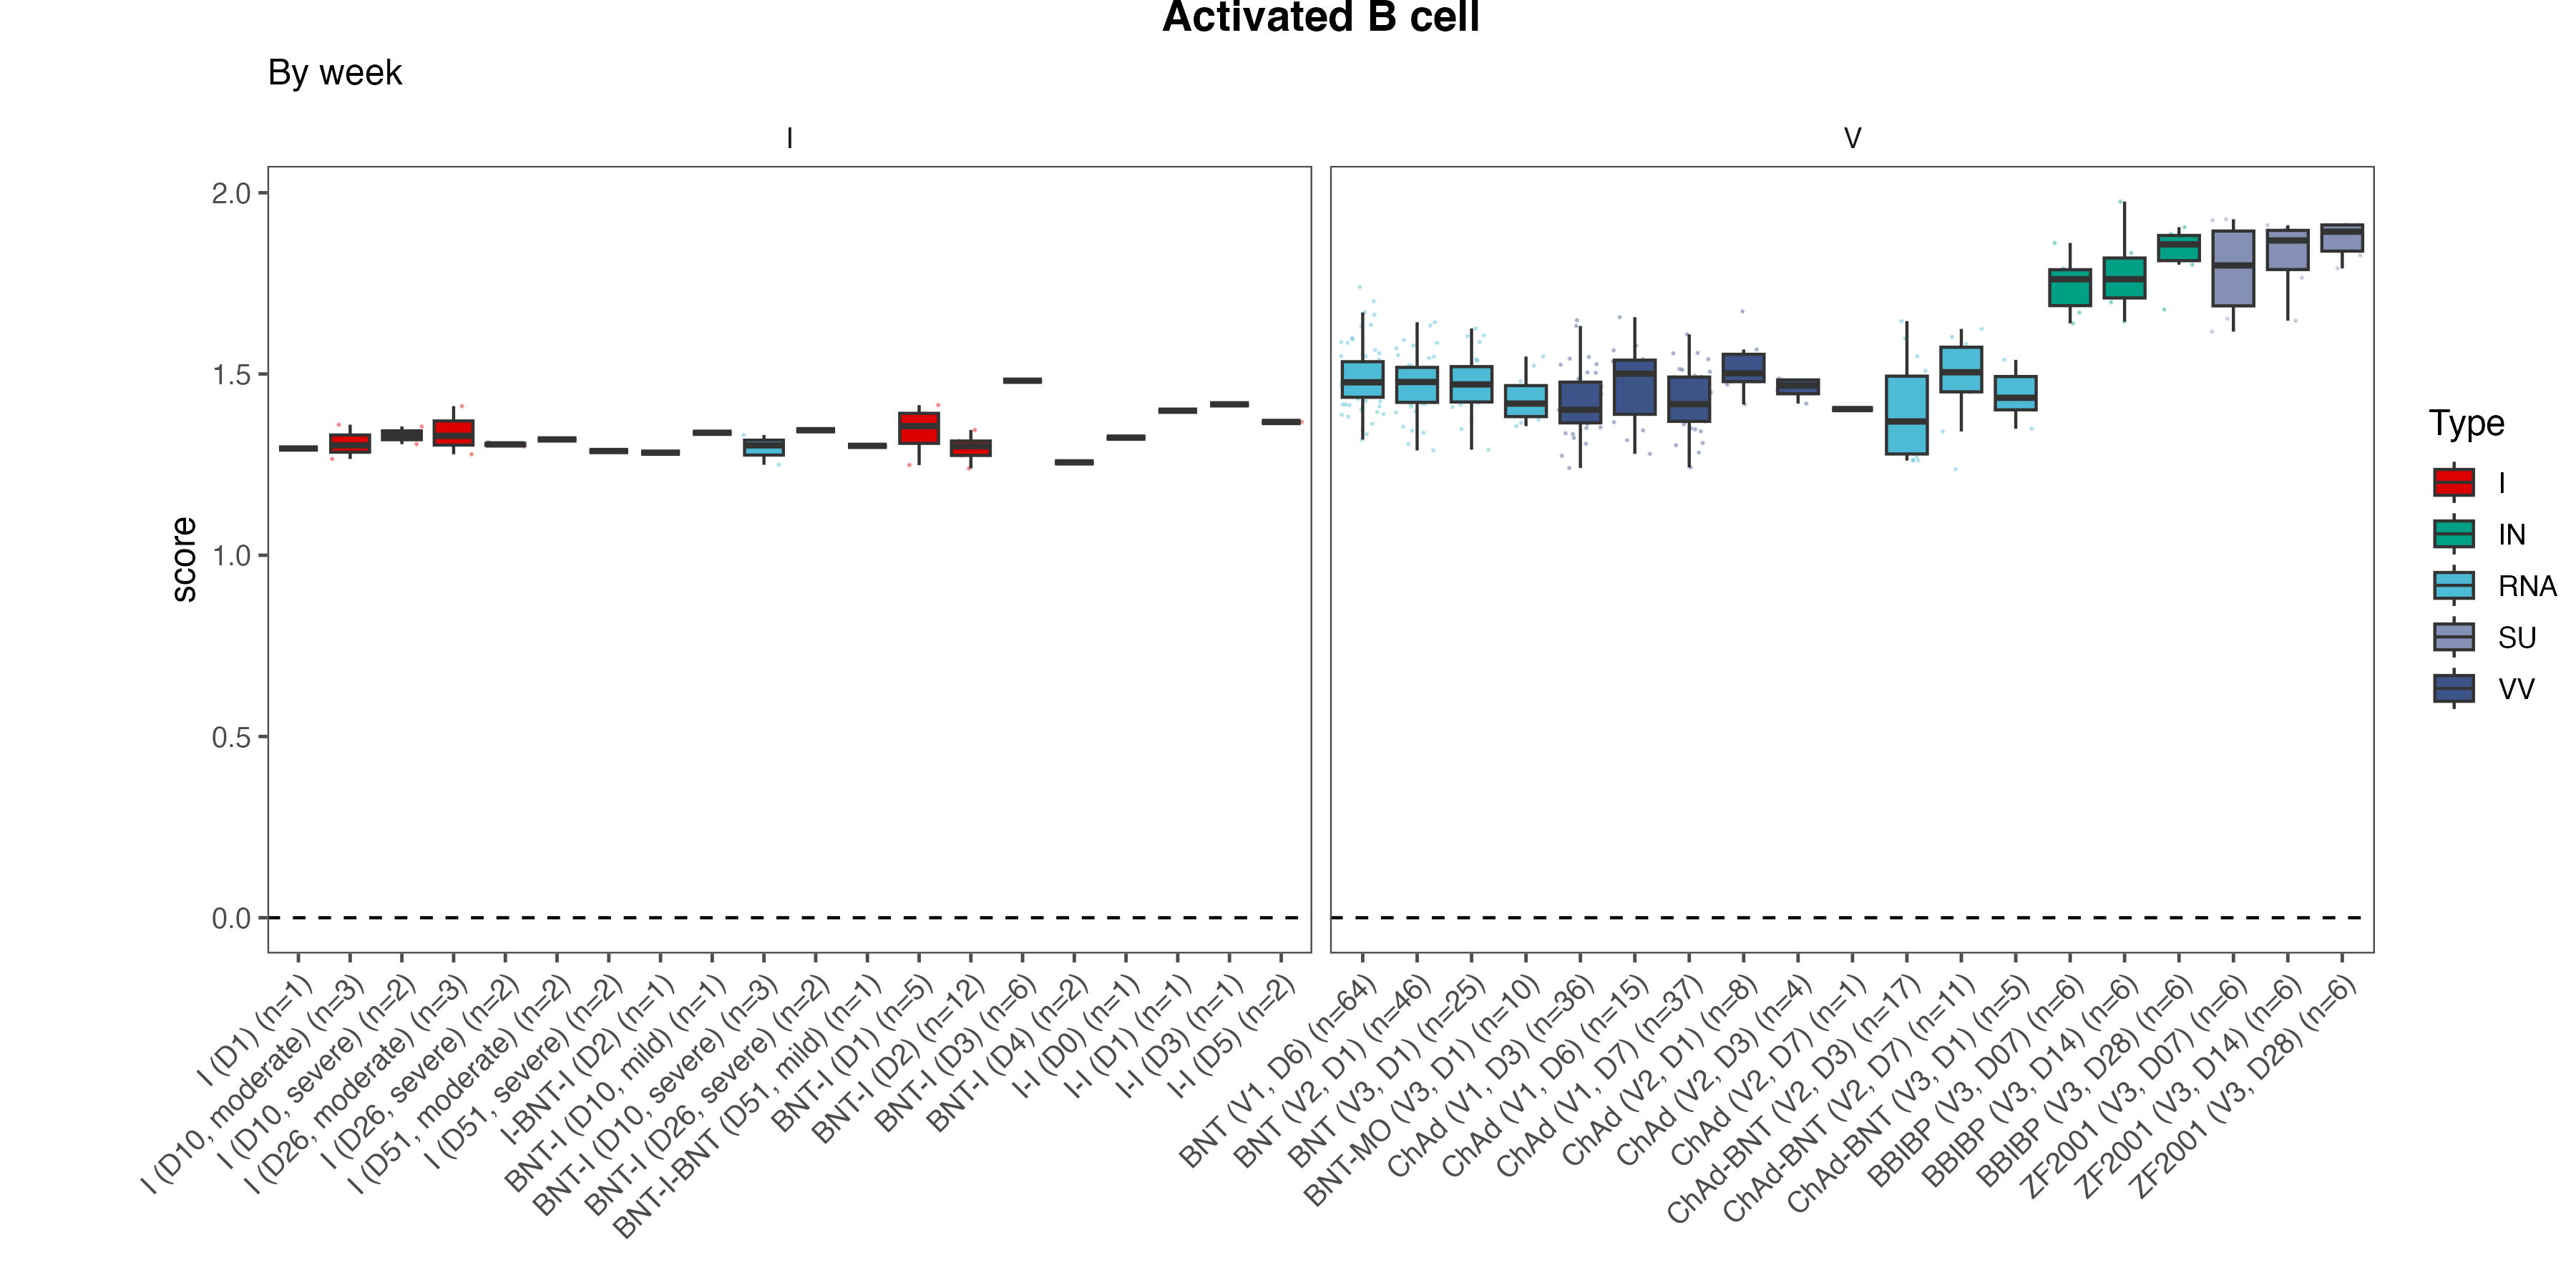 Activated B cell
By week
I
V
score
2.0
1.5
1.0
0.5
0.0
I (D1) (n=1)
I (D10, moderate) (n=3)
I (D10, severe) (n=2)
I (D26, moderate) (n=3)
I (D26, severe) (n=2)
I (D51, moderate) (n=2)
I (D51, severe) (n=2)
I-BNT-I (D2) (n=1)
BNT-I (D10, mild) (n=1)
BNT-I (D10, severe) (n=3)
BNT-I (D26, severe) (n=2)
BNT-I-BNT (D51, mild) (n=1)
BNT-I (D1) (n=5)
BNT-I (D2) (n=12)
BNT-I (D3) (n=6)
BNT-I (D4) (n=2)
I-I (D0) (n=1)
I-I (D1) (n=1)
I-I (D3) (n=1)
I-I (D5) (n=2)
BNT (V1, D6) (n=64)
BNT (V2, D1) (n=46)
BNT (V3, D1) (n=25)
BNT-MO (V3, D1) (n=10)
ChAd (V1, D3) (n=36)
ChAd (V1, D6) (n=15)
ChAd (V1, D7) (n=37)
ChAd (V2, D1) (n=8)
ChAd (V2, D3) (n=4)
ChAd (V2, D7) (n=1)
ChAd-BNT (V2, D3) (n=17)
ChAd-BNT (V2, D7) (n=11)
ChAd-BNT (V3, D1) (n=5)
BBIBP (V3, D07) (n=6)
BBIBP (V3, D14) (n=6)
BBIBP (V3, D28) (n=6)
ZF2001 (V3, D07) (n=6)
ZF2001 (V3, D14) (n=6)
ZF2001 (V3, D28) (n=6)
Type
I
IN
RNA
SU
VV